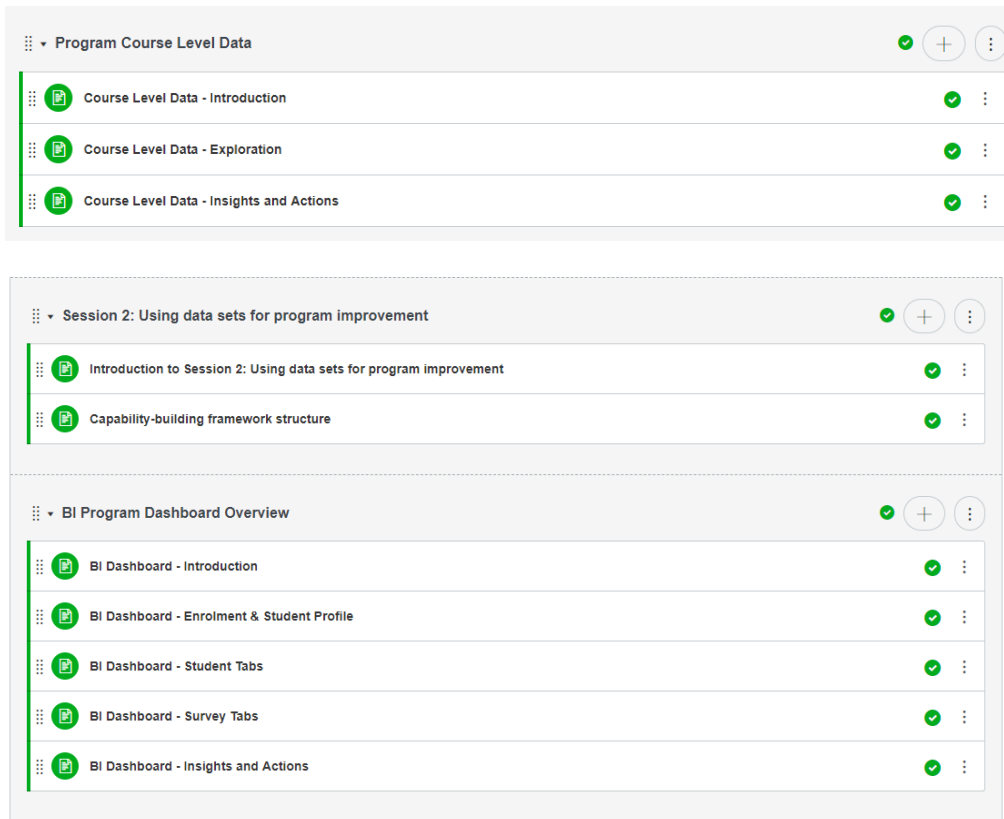 Program Course Level Data
Course Level Data - Introduction
Course Level Data - Exploration
Course Level Data - Insights and Actions
Session 2: Using data sets for program improvement
Introduction to Session 2: Using data sets for program improvement
Capability-building framework structure
BI Program Dashboard Overview
BI Dashboard - Introduction
BI Dashboard - Enrolment & Student Profile
BI Dashboard - Student Tabs
BI Dashboard - Survey Tabs
BI Dashboard - Insights and Actions